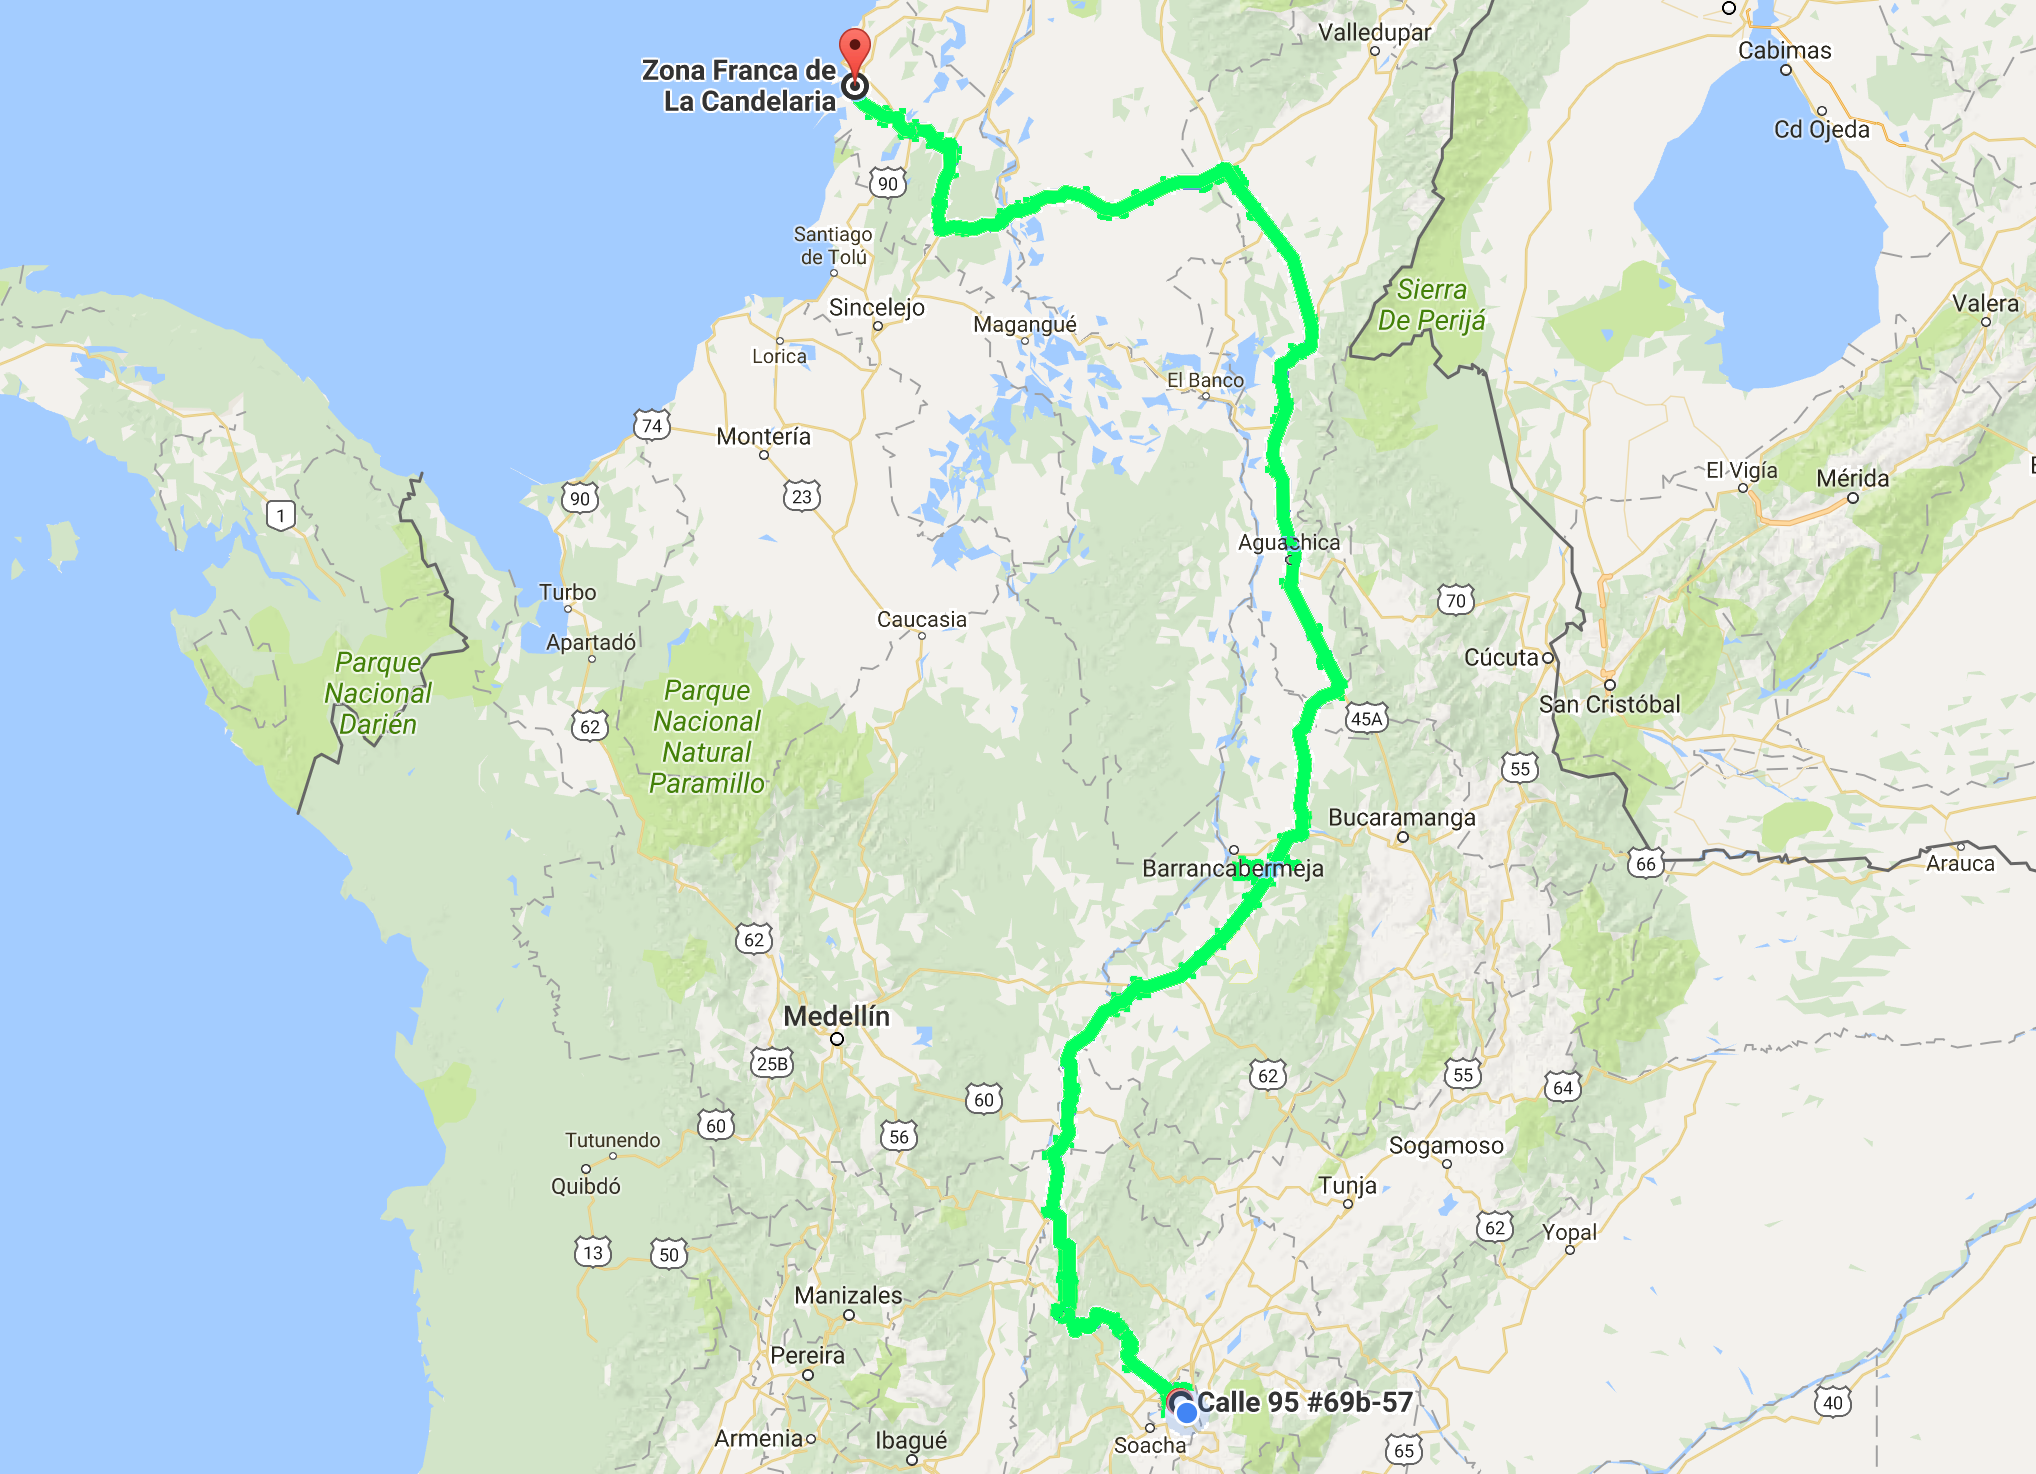 Valledupar
Cabimas
Zona Franca de
La Candelaria
Cd Ojeda
90
Santiago
de Tolú
Sierra
De Perijá
Valera
Sincelejo
Magangué
Lorica
El Banco
74
Montería
El Vigía
Mérida
90
23
1
Aguachica
Turbo
70
Caucasia
Apartadó
Cúcuta
Parque
Nacional
Darién
Parque
Nacional
Natural
Paramillo
San Cristóbal
62
45A
55
Bucaramanga
Barrancabermeja
66
Arauca
62
Medellín
25B
62
55
64
60
60
56
Tutunendo
Quibdó
Sogamoso
Tunja
62
Yopal
13
50
Manizales
Pereira
Calle 95 #69b-57
40
Armenia
Ibagué
Soacha
65